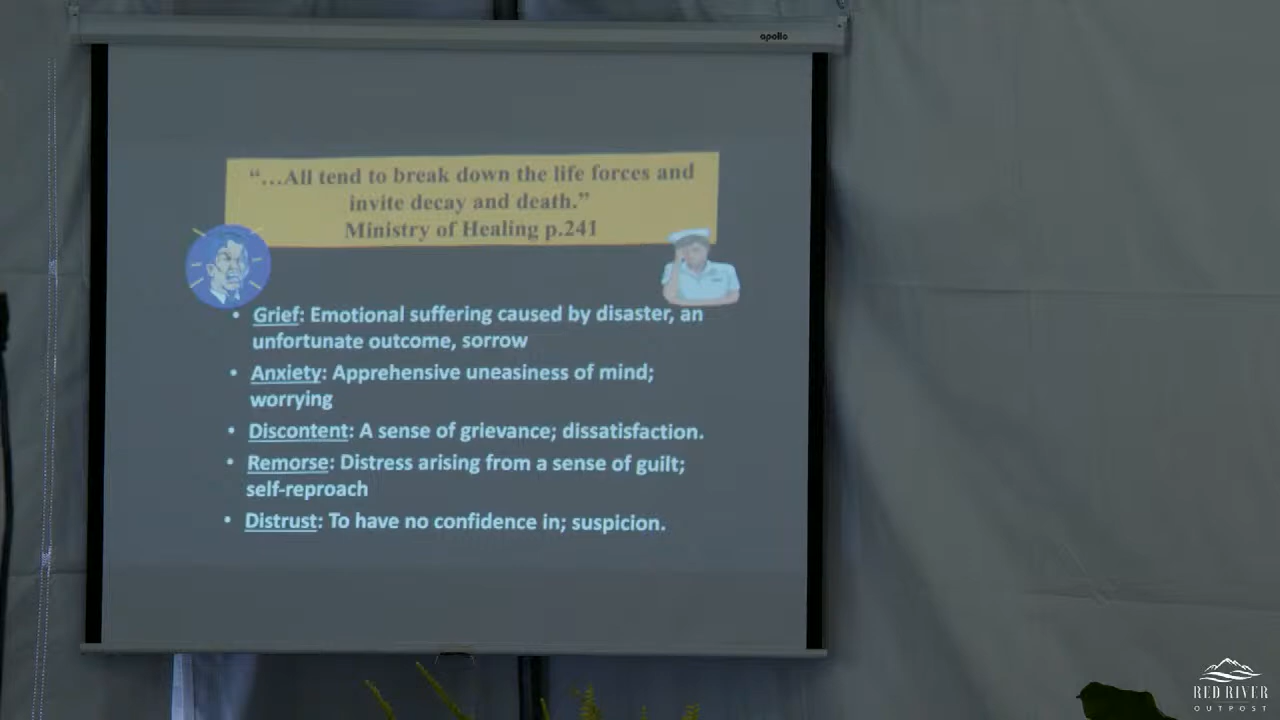 apollo
“...All tend to break down the life forces and
invite decay and death.”
Ministry of Healing p.241
• Grief: Emotional suffering caused by disaster, an
unfortunate outcome, sorrow
• Anxiety: Apprehensive uneasiness of mind;
worrying
• Discontent: A sense of grievance; dissatisfaction.
• Remorse: Distress arising from a sense of guilt;
self-reproach
• Distrust: To have no confidence in; suspicion.
RED RIVER
OUTPOST